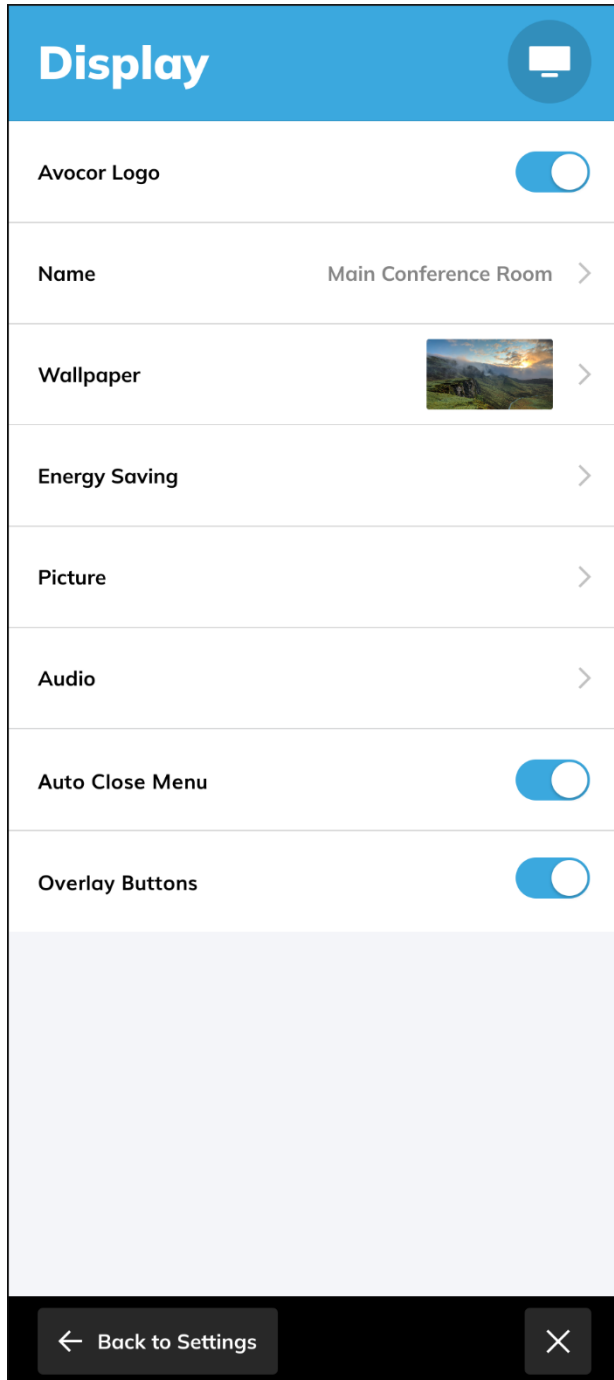 Display
Avocor Logo
Name Main Conference Room
Wallpaper
Energy Saving
Picture
Audio
Auto Close Menu
Overlay Buttons
Back to Settings